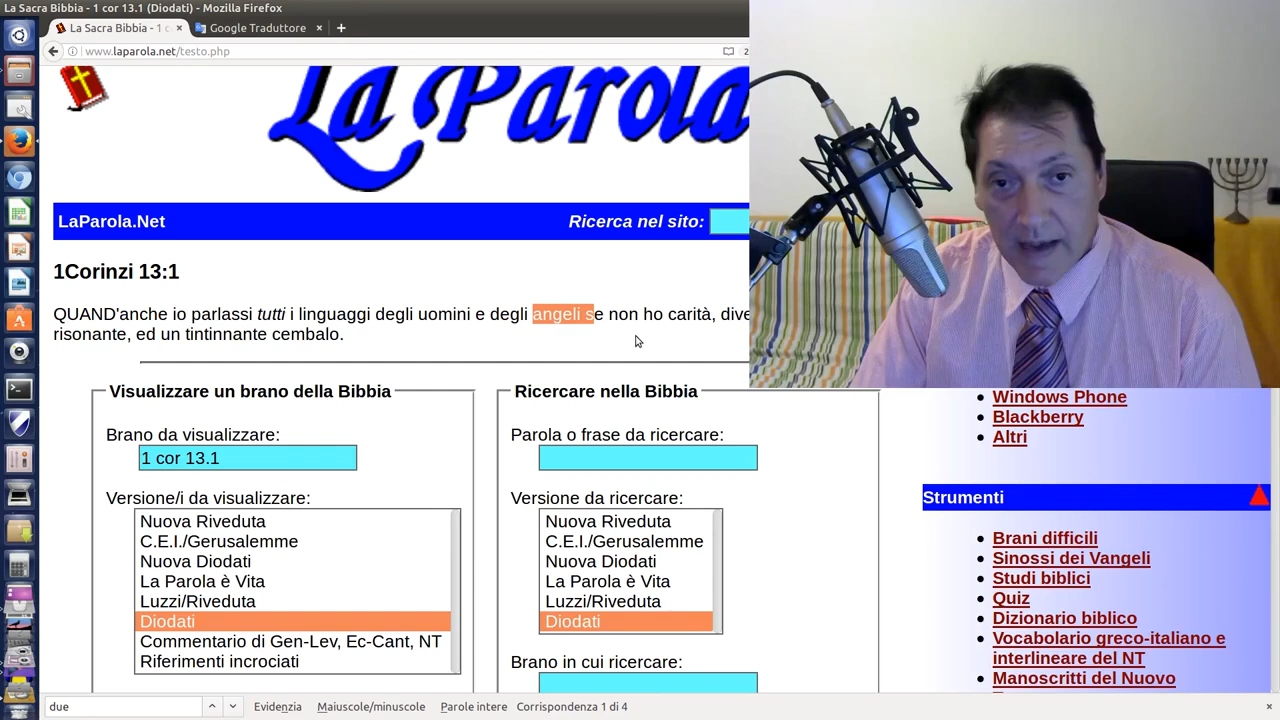 La Sacra Bibbia - 1 cor 13.1 (Diodati) - Mozilla Firefox
La Sacra Bibbia - 1 c
Google Traduttore
www.laparola.net/testo.php
2
La Parola
LaParola.Net
Ricerca nel sito:
1Corinzi 13:1
QUAND'anche io parlassi tutti i linguaggi degli uomini e degli angeli se non ho carità, dive
risonante, ed un tintinnante cembalo.
Visualizzare un brano della Bibbia
Brano da visualizzare:
1 cor 13.1
Versione/i da visualizzare:
Nuova Riveduta
C.E.I./Gerusalemme
Nuova Diodati
La Parola è Vita
Luzzi/Riveduta
Diodati
Commentario di Gen-Lev, Ec-Cant, NT
Riferimenti incrociati
Ricercare nella Bibbia
Parola o frase da ricercare:
Versione da ricercare:
Nuova Riveduta
C.E.I./Gerusalemme
Nuova Diodati
La Parola è Vita
Luzzi/Riveduta
Diodati
Brano in cui ricercare:
Windows Phone
Blackberry
Altri
Strumenti
Brani difficili
Sinossi dei Vangeli
Studi biblici
Quiz
Dizionario biblico
Vocabolario greco-italiano e
interlineare del NT
Manoscritti del Nuovo
due
Evidenzia
Maiuscole/minuscole
Parole intere
Corrispondenza 1 di 4